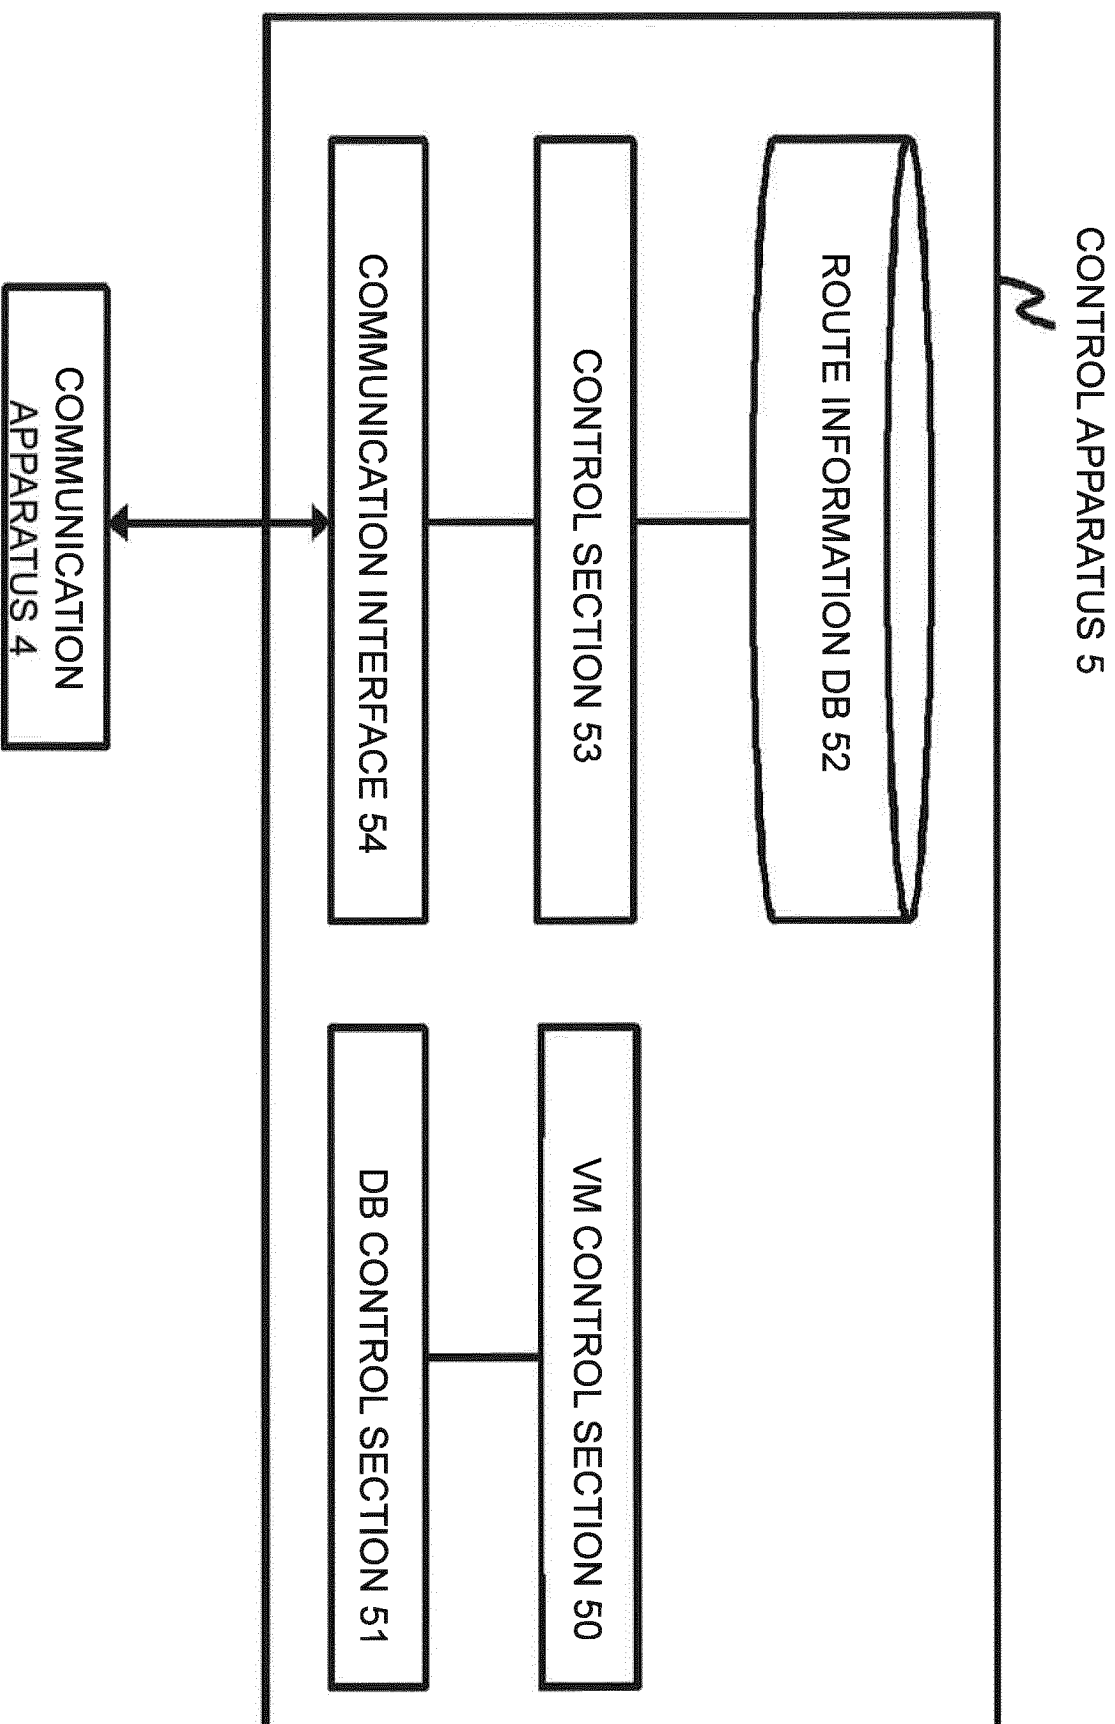 CONTROL APPARATUS 5
ROUTE INFORMATION DB 52
CONTROL SECTION 53
VM CONTROL SECTION 50
COMMUNICATION INTERFACE 54
DB CONTROL SECTION 51
COMMUNICATION
APPARATUS 4